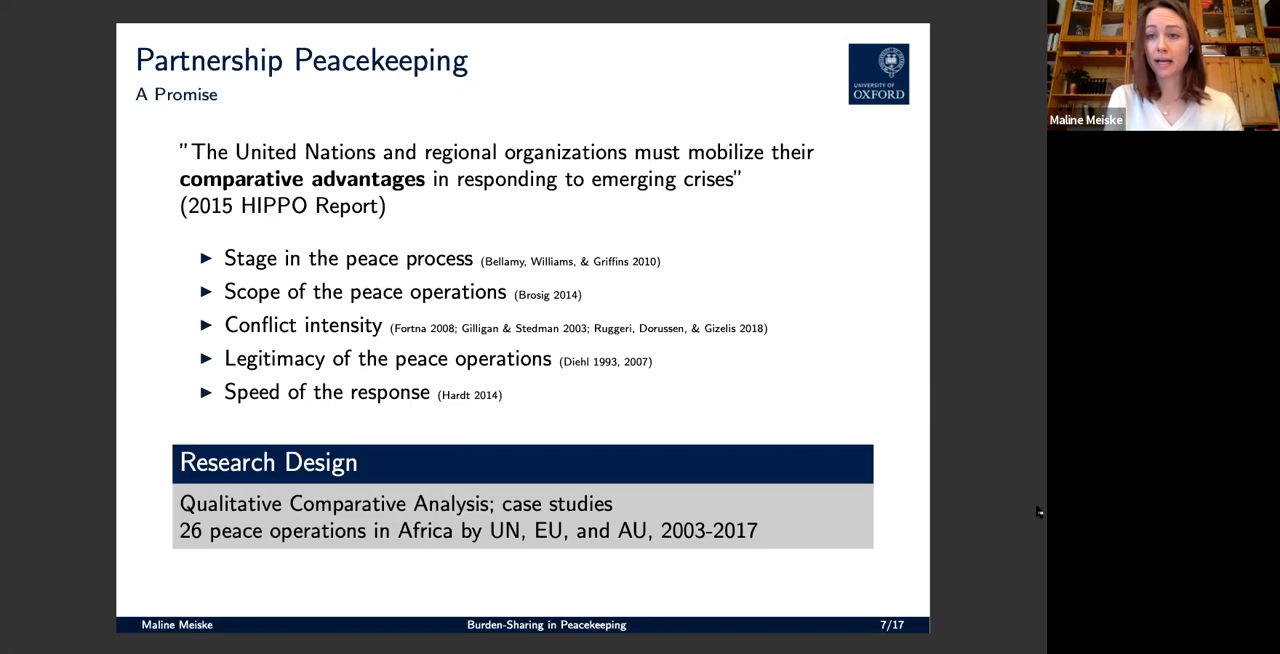 Partnership Peacekeeping
A Promise
UNIVERSITY OF
OXFORD
"The United Nations and regional organizations must mobilize their
comparative advantages in responding to emerging crises"
(2015 HIPPO Report)
Stage in the peace process (Bellamy, Williams, & Griffins 2010)
Scope of the peace operations (Brosig 2014)
Conflict intensity (Fortna 2008; Gilligan & Stedman 2003; Ruggeri, Dorussen, & Gizelis 2018)
Legitimacy of the peace operations (Diehl 1993, 2007)
Speed of the response (Hardt 2014)
Research Design
Qualitative Comparative Analysis; case studies
26 peace operations in Africa by UN, EU, and AU, 2003-2017
Maline Meiske
Burden-Sharing in Peacekeeping
7/17
Maline Meiske